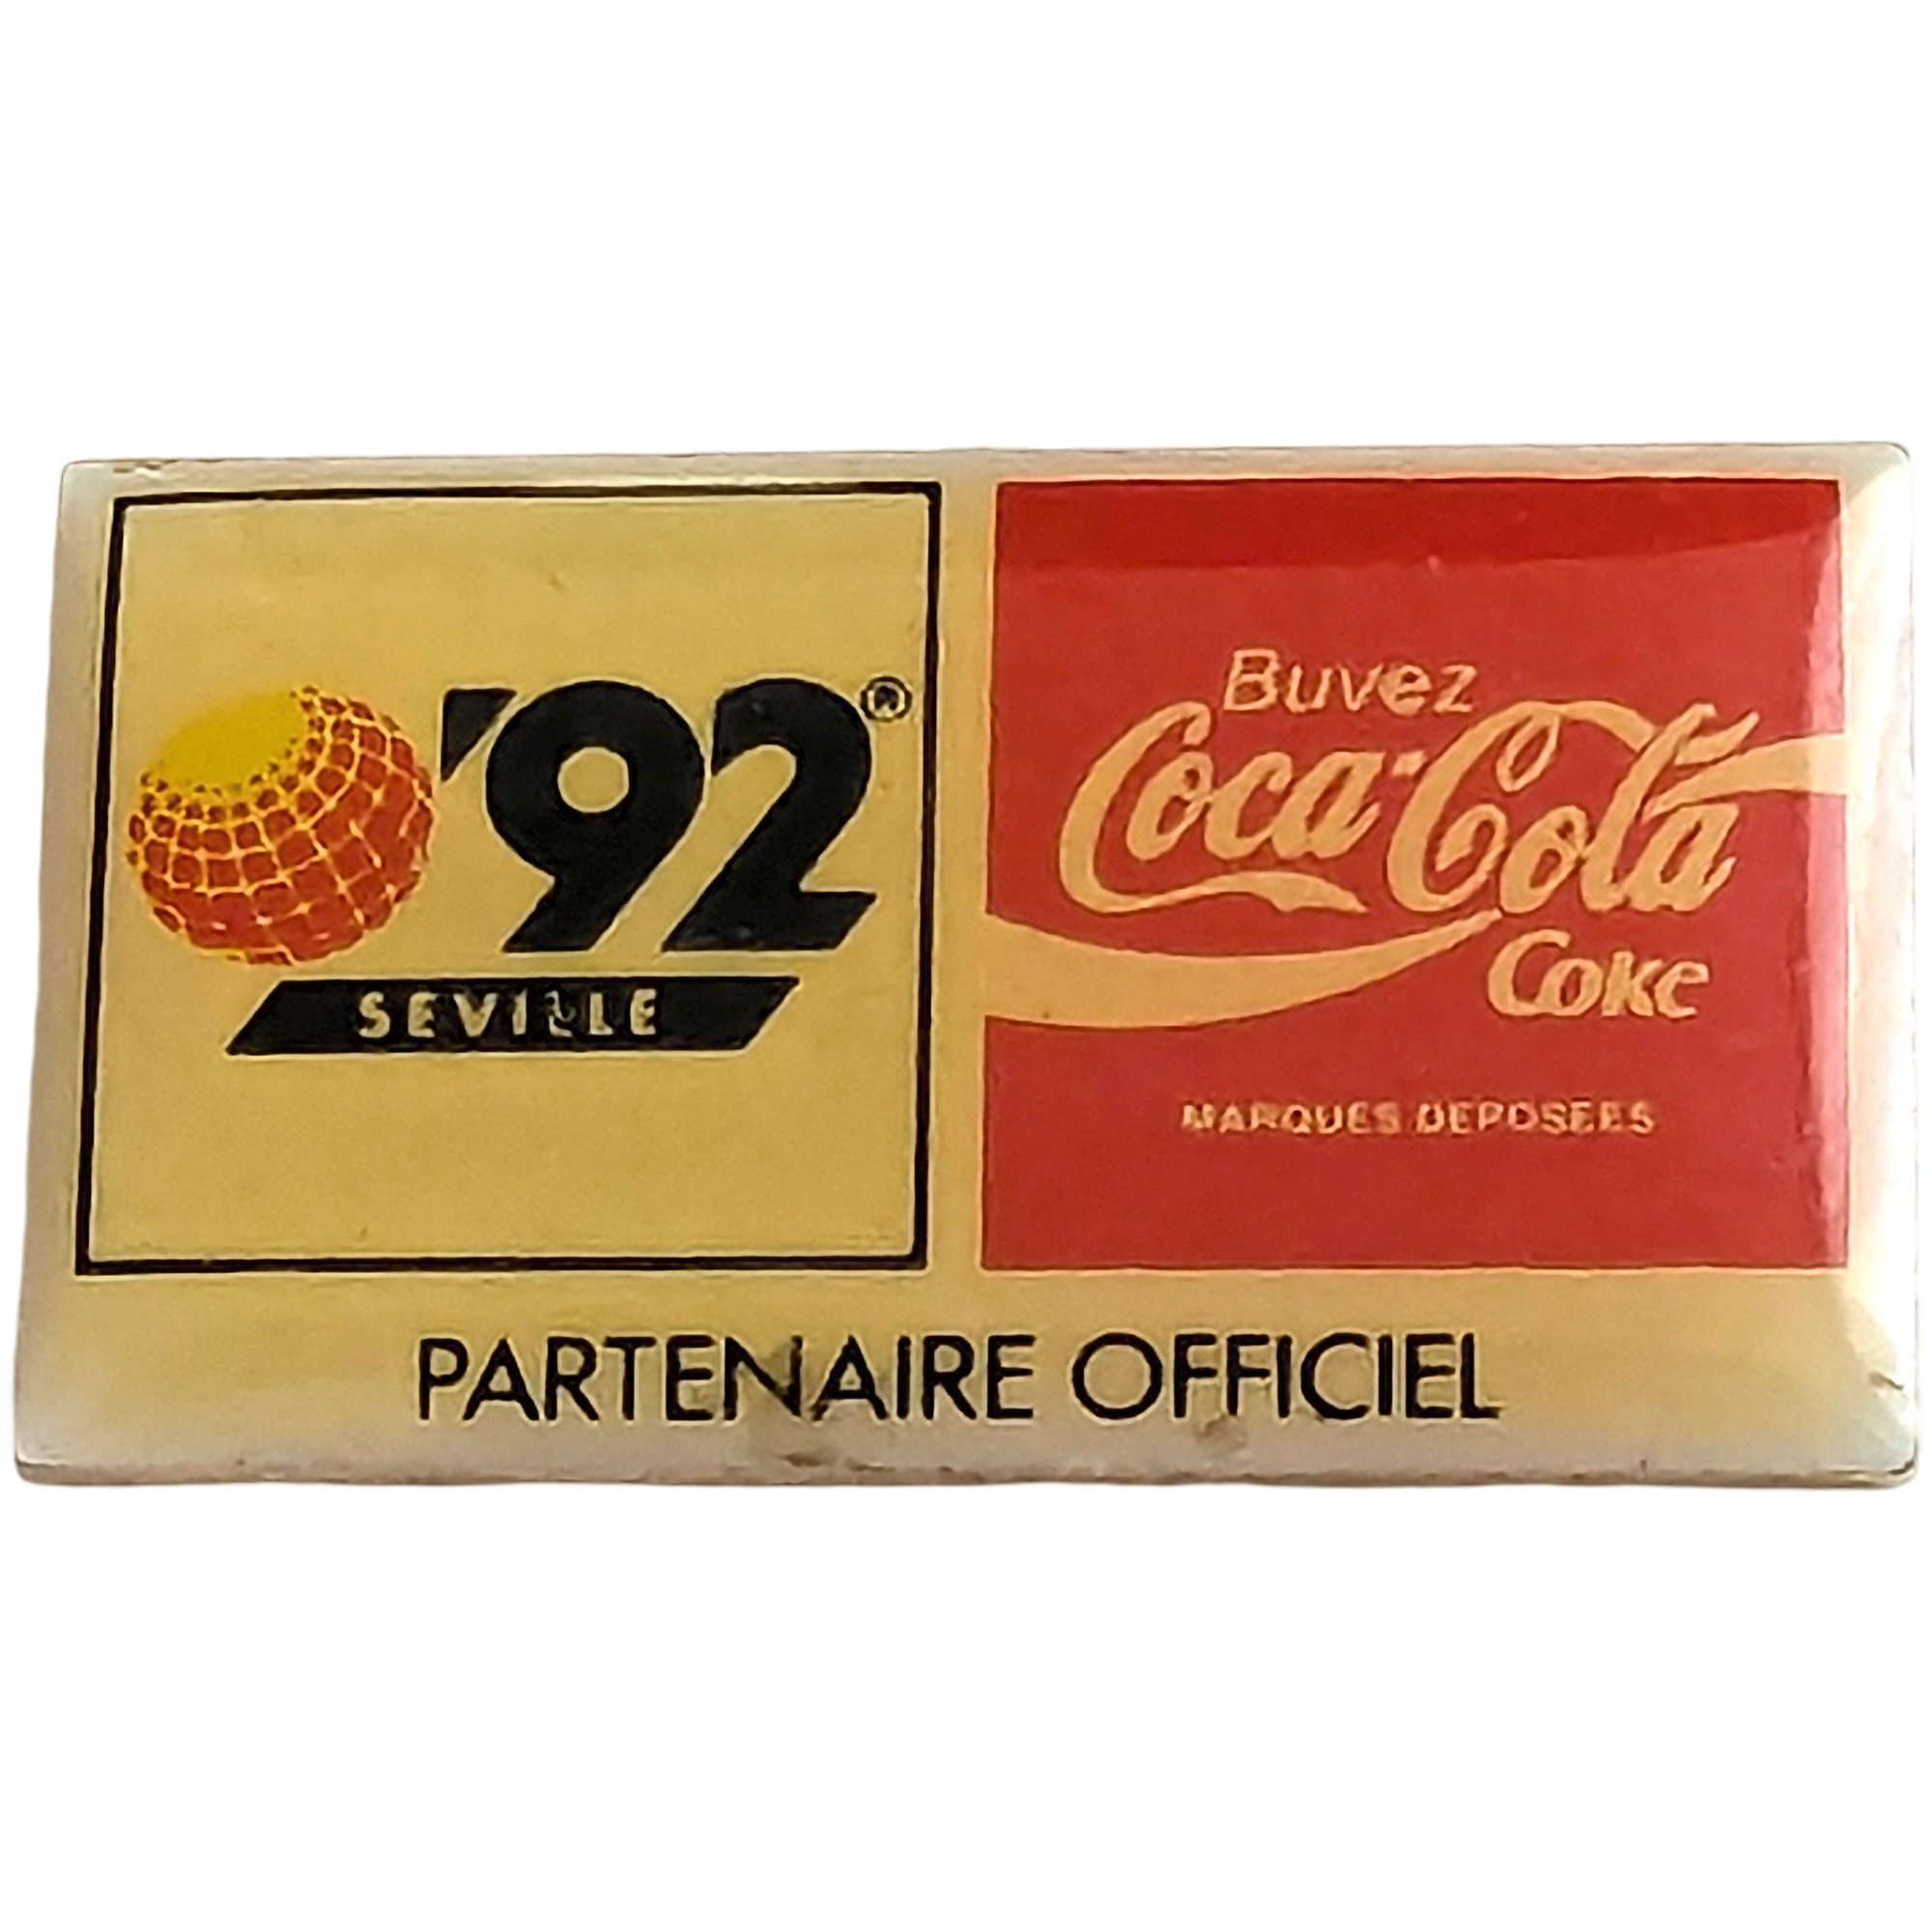 '92®
SEVILLE
Buvez
Coca-Cola
Coke
MARQUES DEPOSEES
PARTENAIRE OFFICIEL